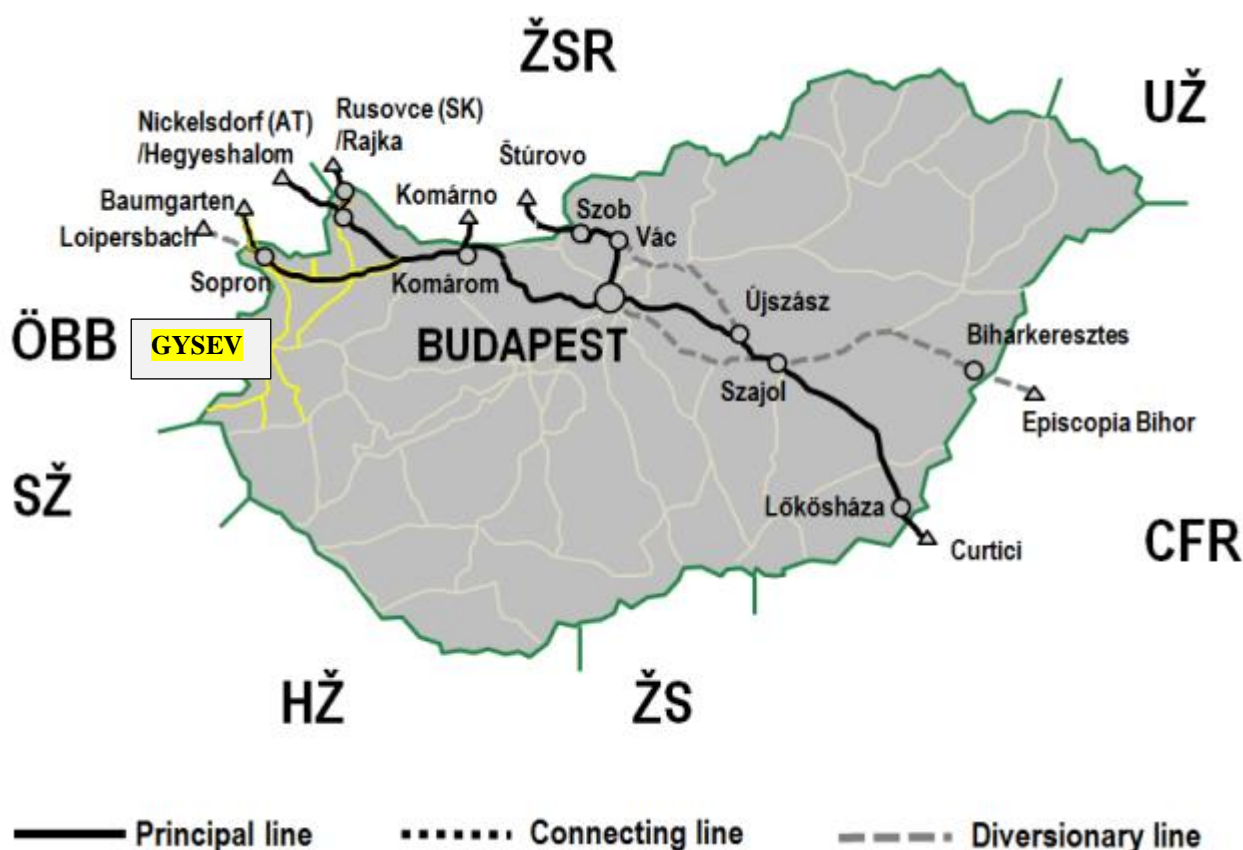 ŽSR
UŽ
Nickelsdorf (AT)
/Hegyeshalom
Rusovce (SK)
/Rajka
Štúrovo
Komárno
Baumgarten
Szob
Loipersbach
Vác
Sopron
Komárom
Újszász
ÖBB
GYSEV
BUDAPEST
Biharkeresztes
Szajol
Episcopia Bihor
SŽ
Lőkösháza
Curtici
CFR
HŽ
ŽS
Principal line
Connecting line
Diversionary line